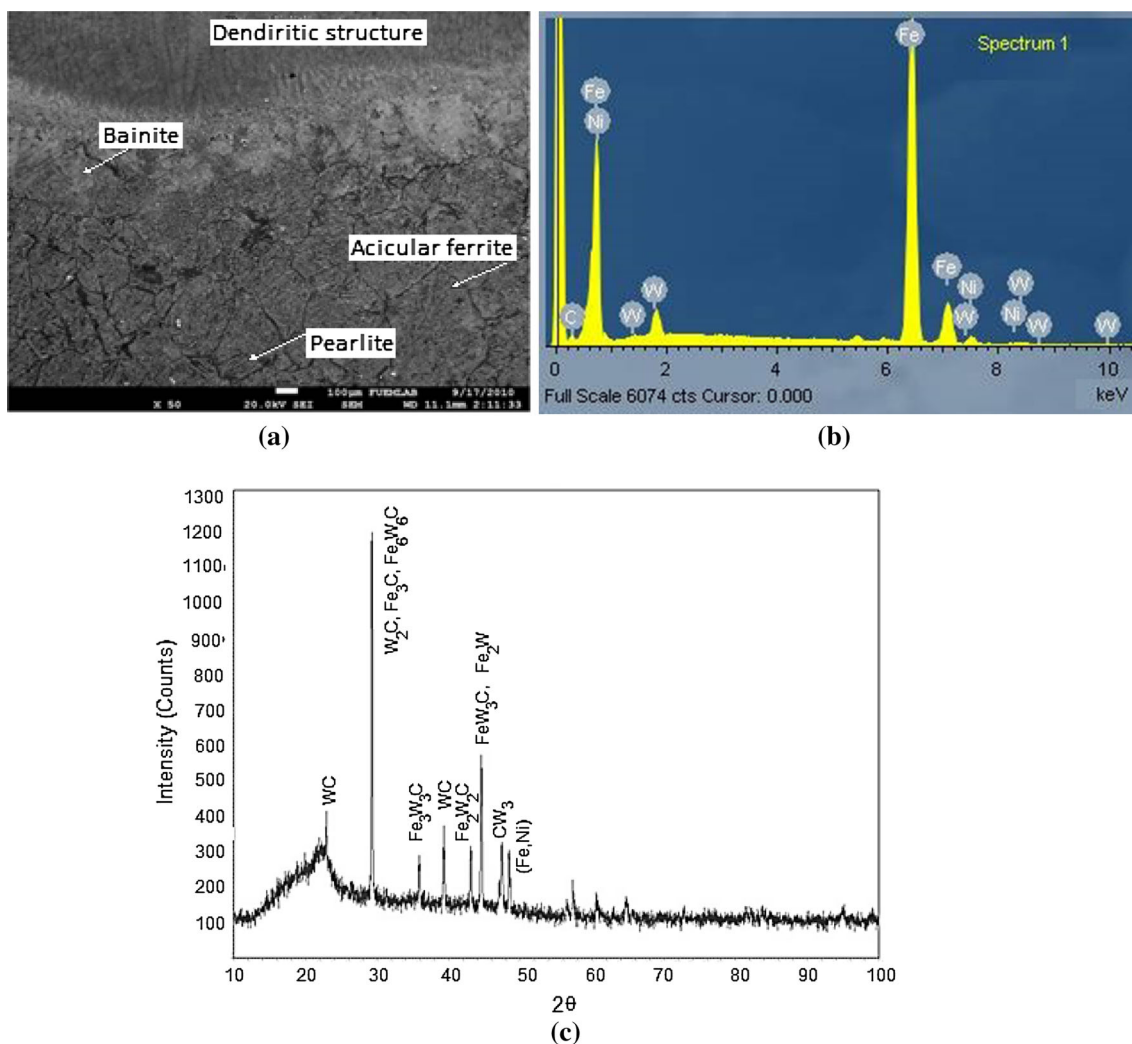 Dendiritic structure
Bainite
Acicular ferrite
Pearlite
100µm FUEMLAB 9/17/2010
X 50 20.0kV SEI SEM WD 11.1mm 2:11:33
(a)
Spectrum 1
Fe
Fe
Ni
C
W
W
Fe
Ni
W
W
Ni
W
W
0 2 4 6 8 10
Full Scale 6074 cts Cursor: 0.000 keV
(b)
1300
1200
1100
1000
900
800
700
600
500
400
300
200
100
Intensity (Counts)
WC
W2C, Fe3C, Fe6W6C
Fe3W3C
WC
Fe2W2C
FeW3C, Fe2W
CW3
(Fe,Ni)
10 20 30 40 50 60 70 80 90 100
2θ
(c)